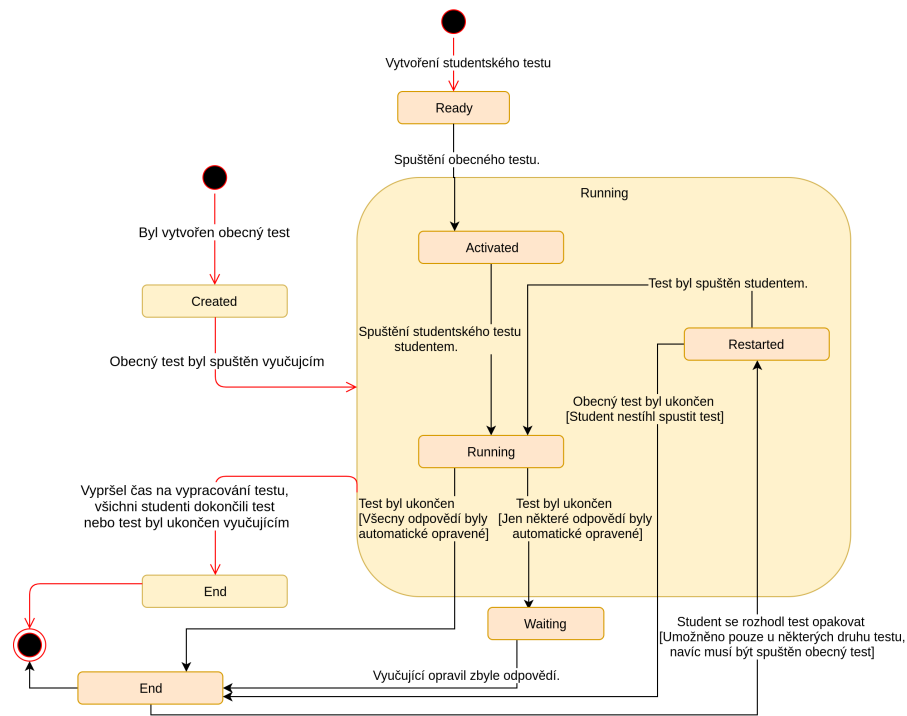 Vytvoření studentského testu
Ready
Spuštění obecného testu.
Running
Byl vytvořen obecný test
Activated
Test byl spuštěn studentem.
Created
Spuštění studentského testu
studentem.
Restarted
Obecný test byl spuštěn vyučujcím
Obecný test byl ukončen
[Student nestíhl spustit test]
Running
Vypršel čas na vypracování testu,
všichni studenti dokončili test
nebo test byl ukončen vyučujícím
Test byl ukončen
[Všecny odpovědí byly
automatické opravené]
Test byl ukončen
[Jen některé odpovědí byly
automatické opravené]
End
Waiting
Student se rozhodl test opakovat
[Umožněno pouze u některých druhu testu,
navíc musí být spuštěn obecný test]
Vyučující opravil zbyle odpovědí.
End